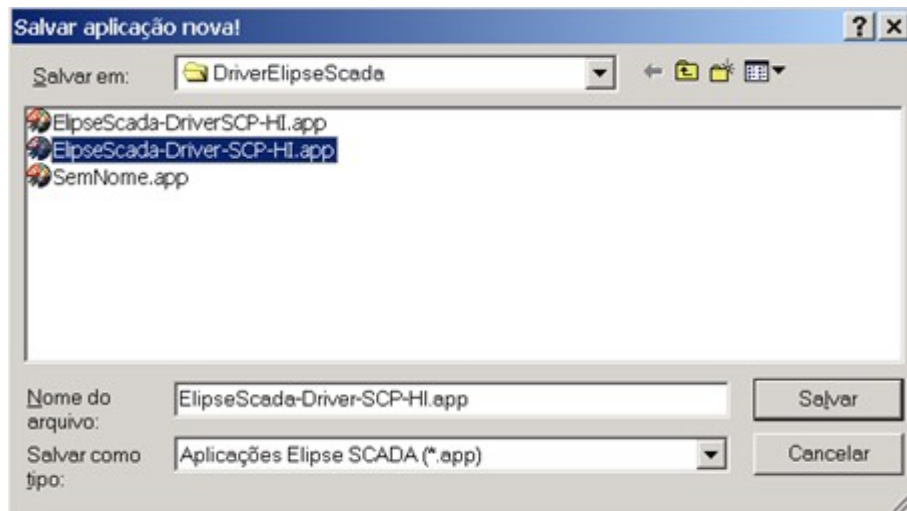 Salvar aplicação nova!
Salvar em:
DriverElipseScada
ElipseScada-DriverSCP-HI.app
ElipseScada-Driver-SCP-HI.app
SemNome.app
Nome do
arquivo:
ElipseScada-Driver-SCP-HI.app
Salvar
Salvar como
tipo:
Aplicações Elipse SCADA (*.app)
Cancelar